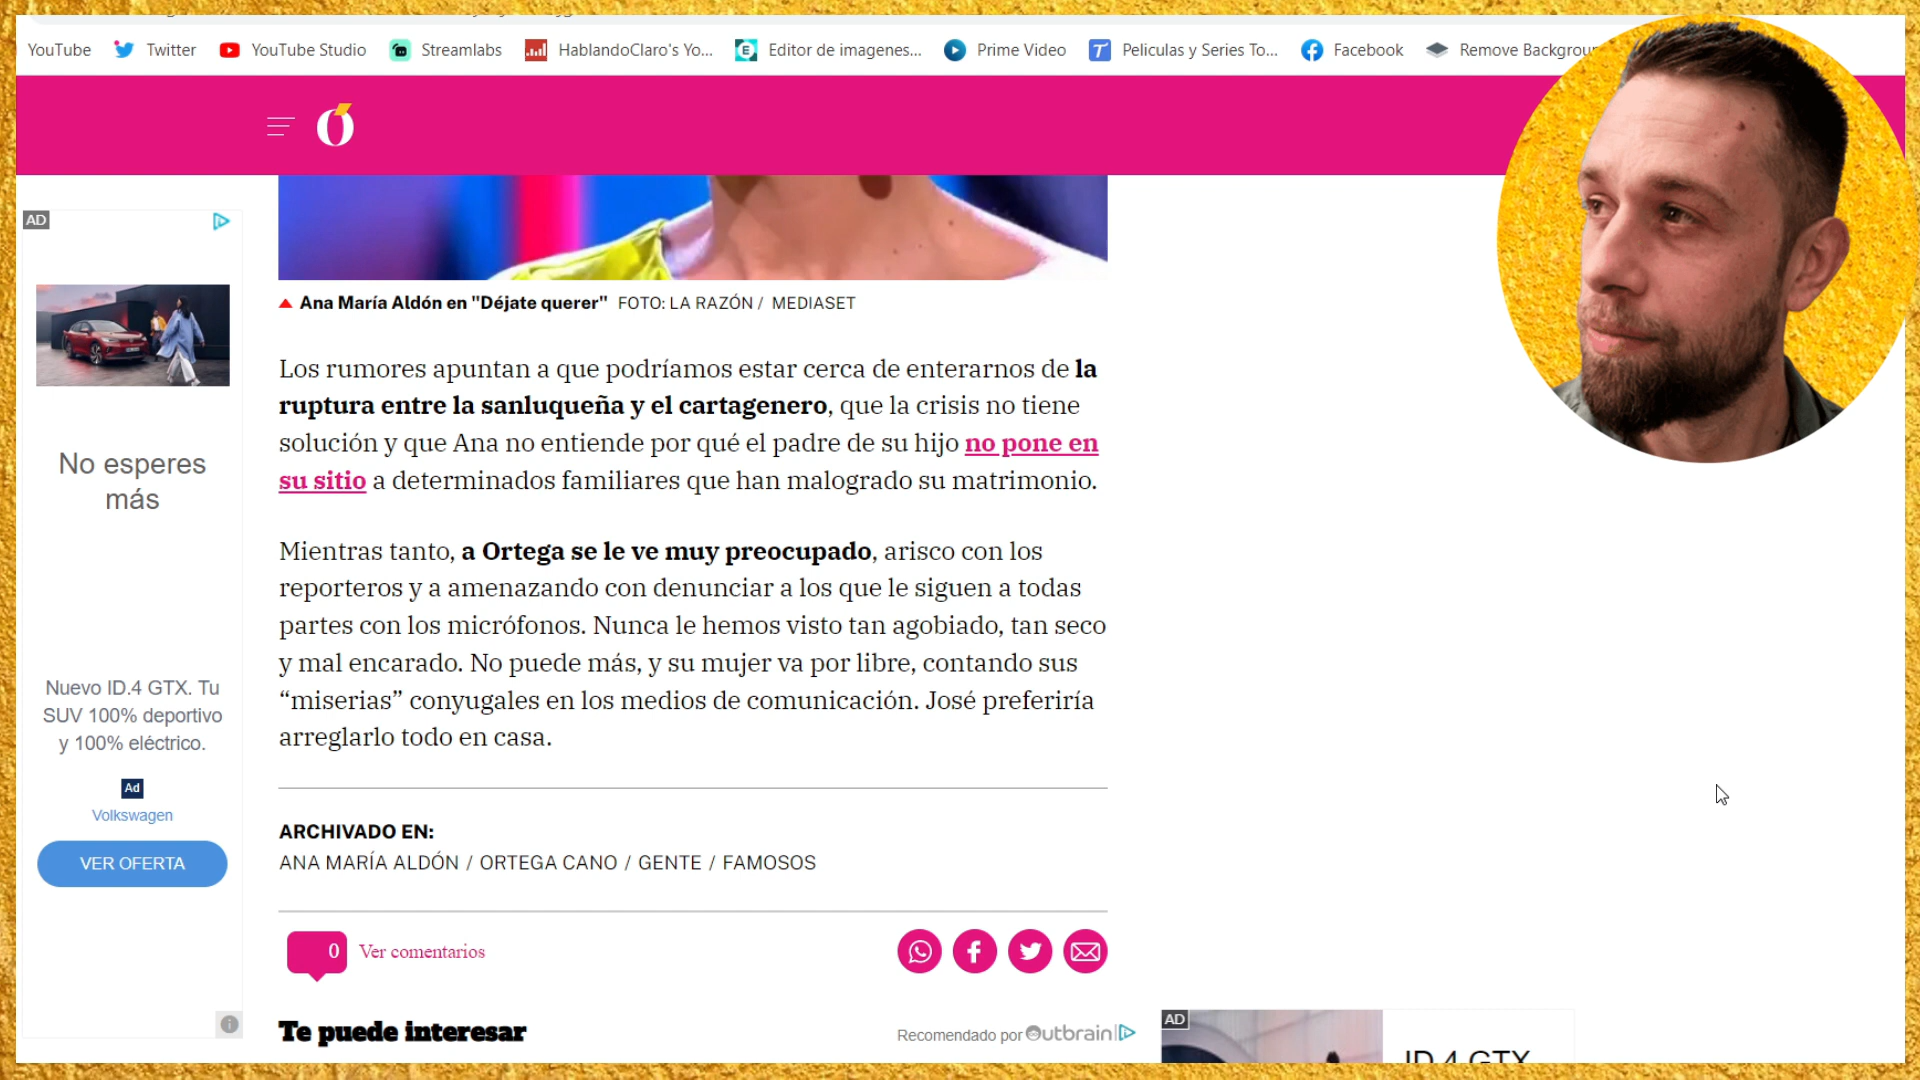 YouTube
Twitter
YouTube Studio
Streamlabs
HablandoClaro's Yo...
Editor de imagenes...
Prime Video
Peliculas y Series To...
Facebook
Remove Backgroun
Ó
AD
No esperes
más
Nuevo ID.4 GTX. Tu
SUV 100% deportivo
y 100% eléctrico.
Ad
Volkswagen
VER OFERTA
Ana María Aldón en "Déjate querer" FOTO: LA RAZÓN / MEDIASET
Los rumores apuntan a que podríamos estar cerca de enterarnos de la
ruptura entre la sanluqueña y el cartagenero, que la crisis no tiene
solución y que Ana no entiende por qué el padre de su hijo no pone en
su sitio a determinados familiares que han malogrado su matrimonio.
Mientras tanto, a Ortega se le ve muy preocupado, arisco con los
reporteros y a amenazando con denunciar a los que le siguen a todas
partes con los micrófonos. Nunca le hemos visto tan agobiado, tan seco
y mal encarado. No puede más, y su mujer va por libre, contando sus
“miserias” conyugales en los medios de comunicación. José preferiría
arreglarlo todo en casa.
ARCHIVADO EN:
ANA MARÍA ALDÓN / ORTEGA CANO / GENTE / FAMOSOS
0 Ver comentarios
Te puede interesar
Recomendado por Outbrain
AD
ID.4 GTX